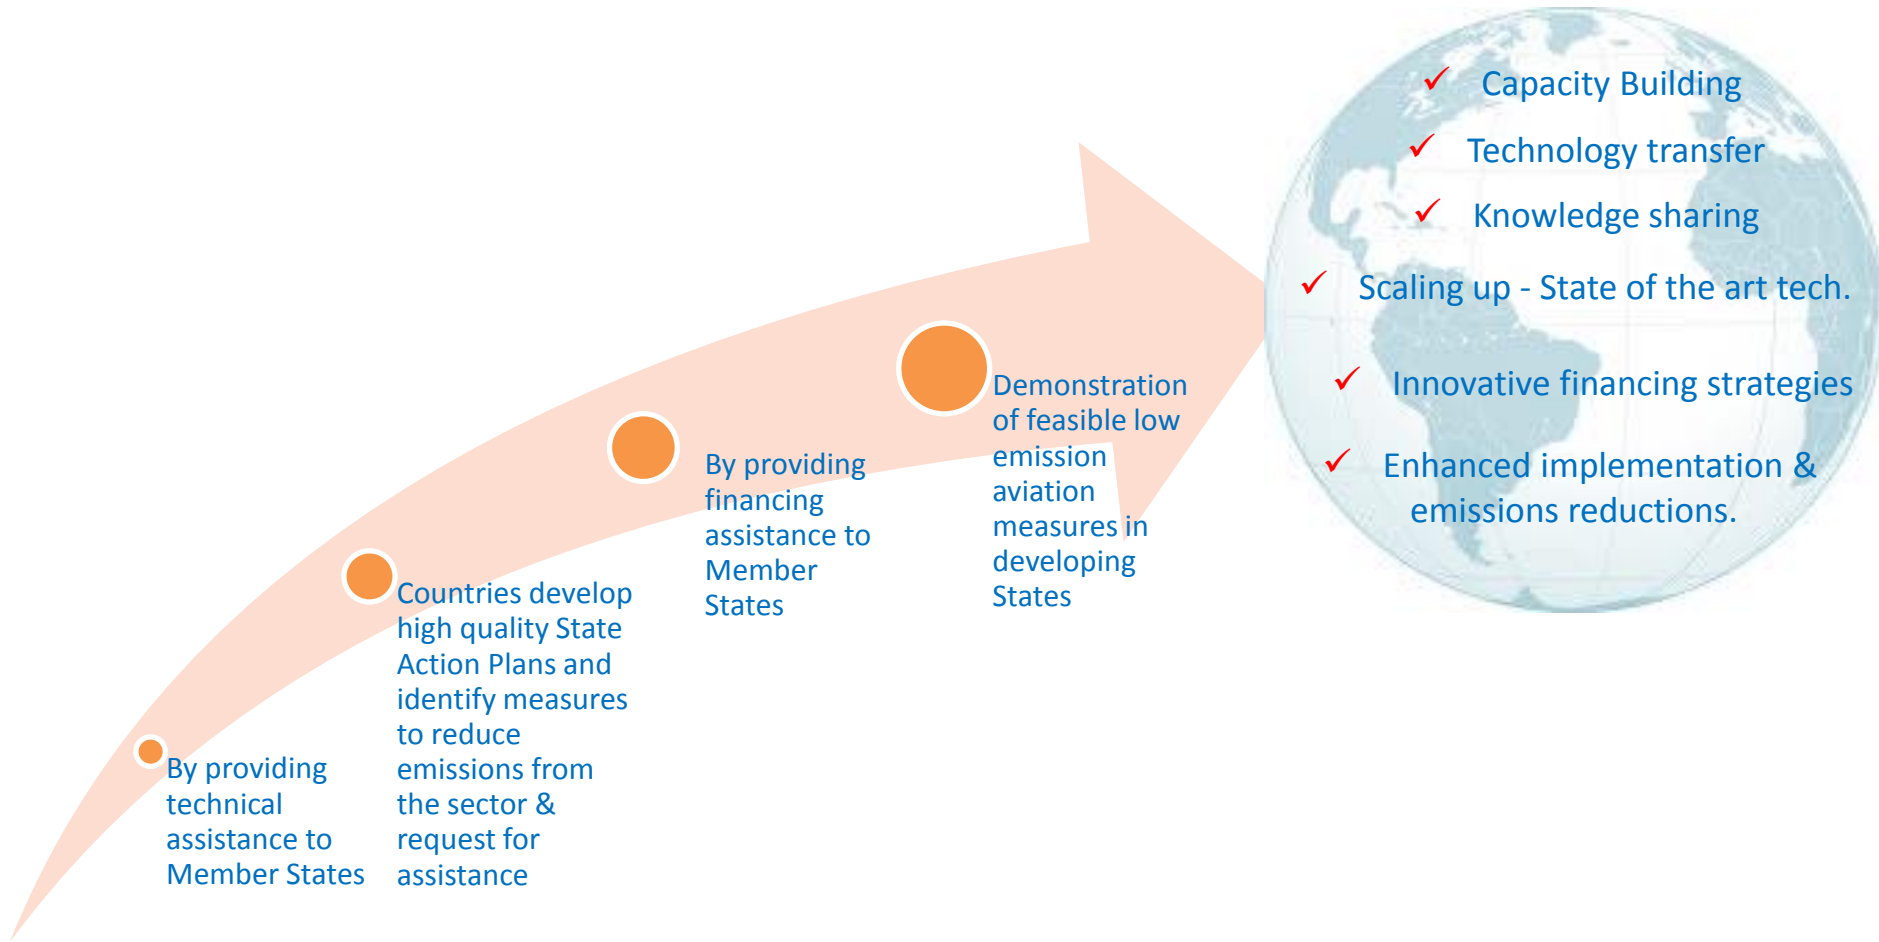 By providing
technical
assistance to
Member States
Countries develop
high quality State
Action Plans and
identify measures
to reduce
emissions from
the sector &
request for
assistance
By providing
financing
assistance to
Member
States
Demonstration
of feasible low
emission
aviation
measures in
developing
States
✓ Capacity Building
✓ Technology transfer
✓ Knowledge sharing
✓ Scaling up - State of the art tech.
✓ Innovative financing strategies
✓ Enhanced implementation &
emissions reductions.